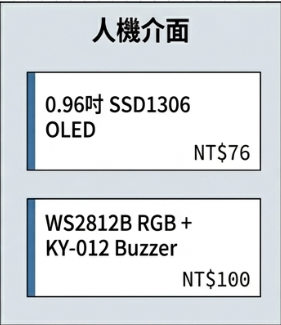 人機介面
0.96吋 SSD1306
OLED
NT$76
WS2812B RGB +
KY-012 Buzzer
NT$100